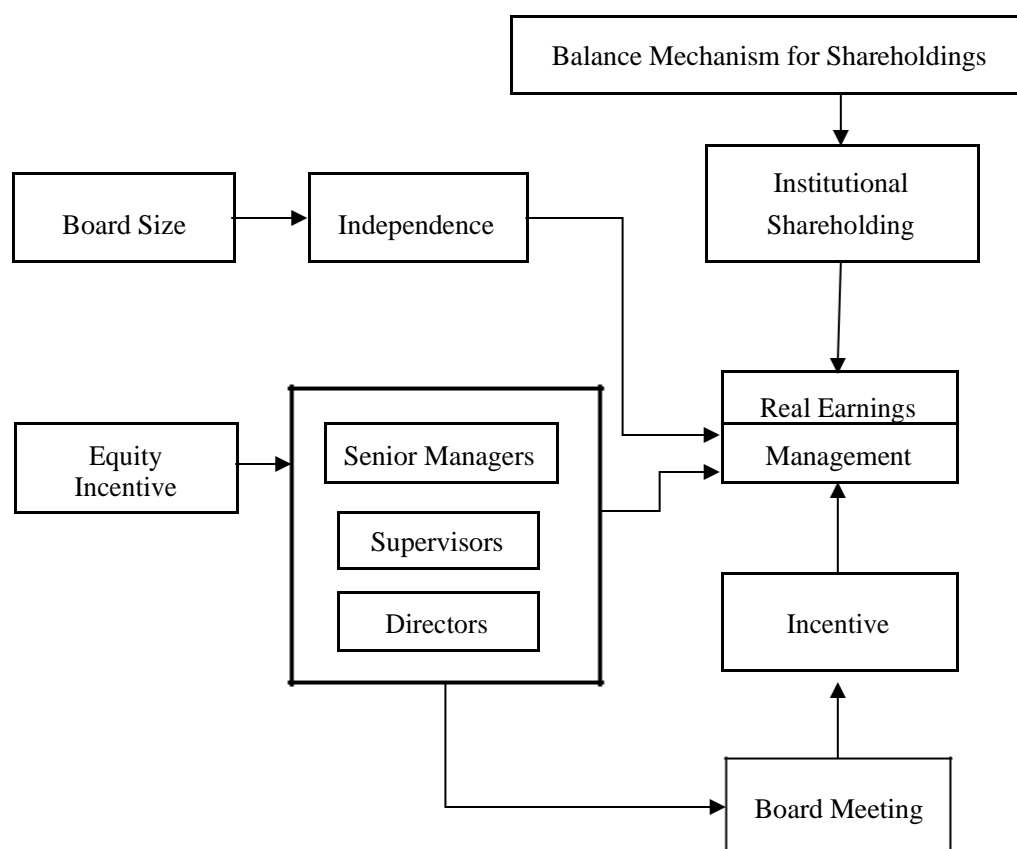 Balance Mechanism for Shareholdings
Institutional
Shareholding
Board Size
Independence
Real Earnings
Management
Equity
Incentive
Senior Managers
Supervisors
Directors
Incentive
Board Meeting